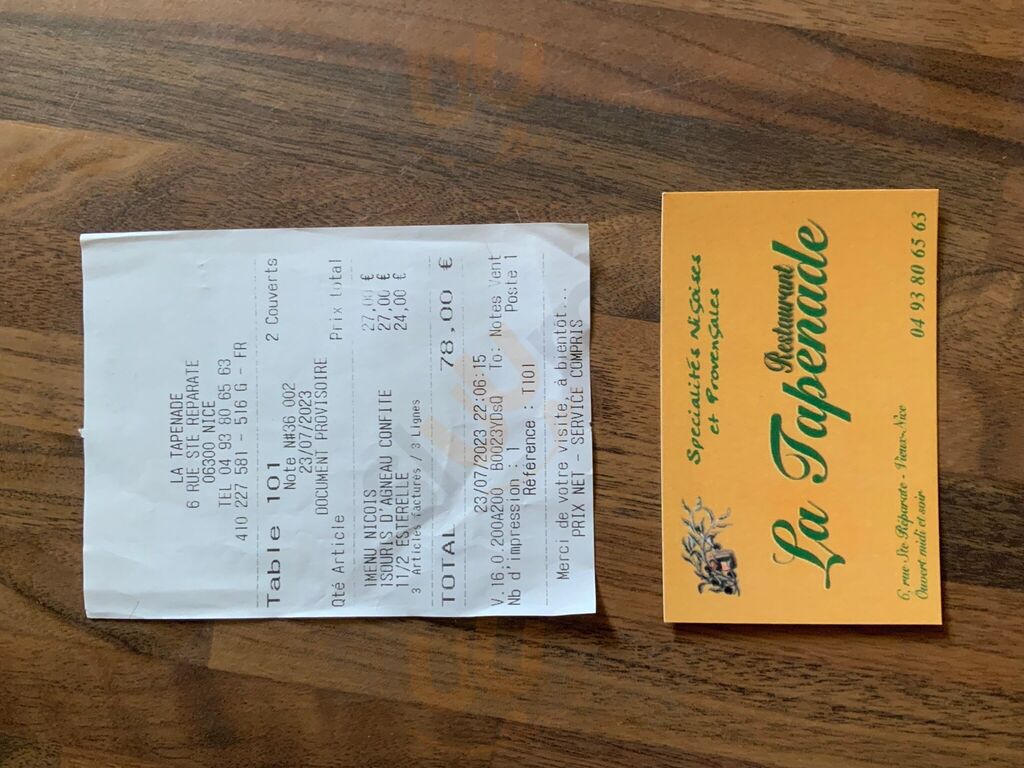 LA TAPENADE
6 RUE STE REPARATE
06300 NICE
TEL 04 93 80 65 63
410 227 581 - 516 G - FR
Table 101 2 Couverts
Note N#36.002
23/07/2023
DOCUMENT PROVISOIRE
Qté Article Prix total
1MENU NICOIS 27,00 €
1SOURIS D'AGNEAU CONFITE 27,00 €
11/2 ESTERELLE 24,00 €
3 Articles facturés / 3 Lignes
TOTAL 78,00 €
23/07/2023 22:06:15
V.16.0.200A200 B0023YDsQ To: Notes Vent
Nb d'impression : 1 Poste 1
Référence : T101
Merci de votre visite, à bientôt...
PRIX NET - SERVICE COMPRIS
Specialités Niçoises
et Provençales
Restaurant
La Tapenade
6, rue Ste Réparate - Vieux-Nice
Ouvert midi et soir
04 93 80 65 63